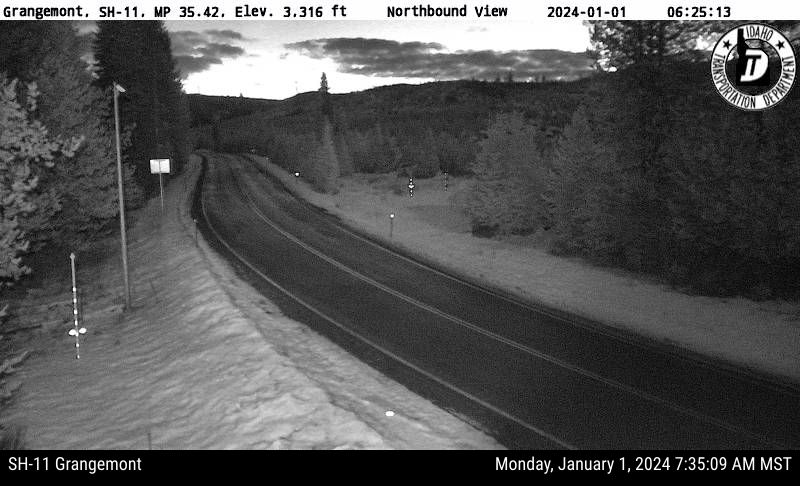 Grangemont, SH-11, MP 35.42, Elev. 3,316 ft Northbound View 2024-01-01 06:25:13
IDAHO
TRANSPORTATION DEPARTMENT
SH-11 Grangemont Monday, January 1, 2024 7:35:09 AM MST